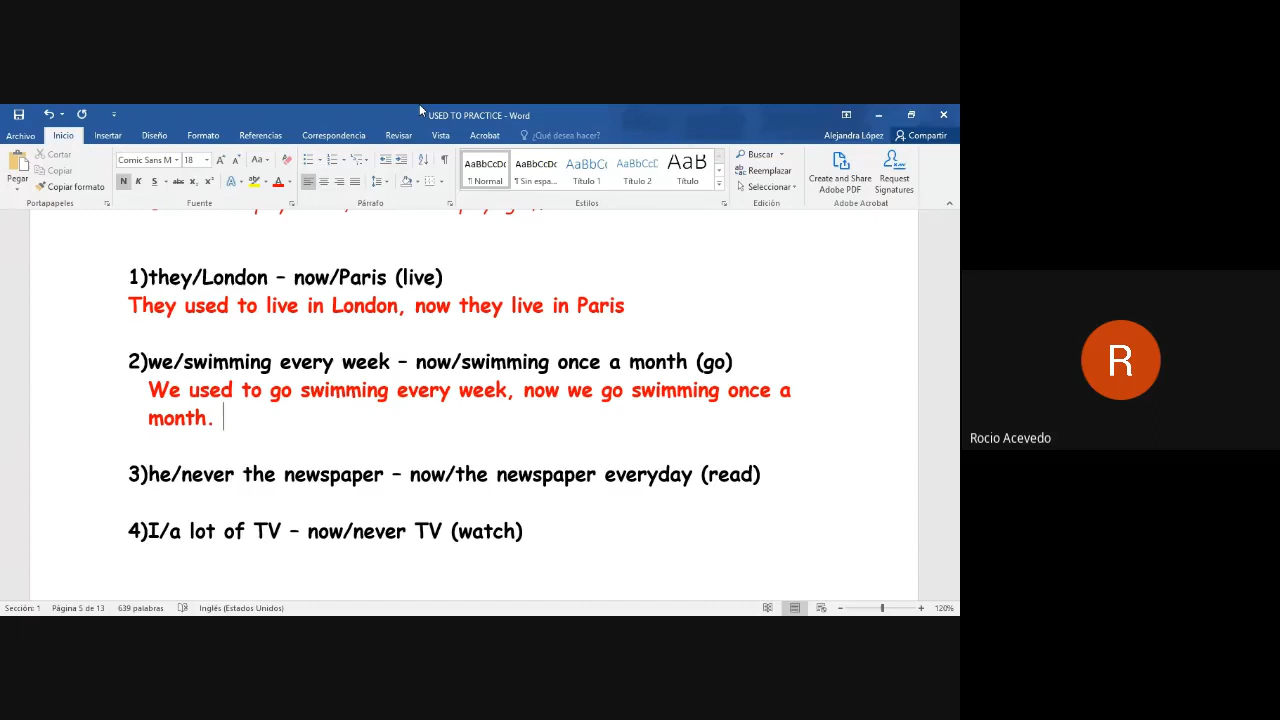 USED TO PRACTICE - Word
Archivo Inicio Insertar Diseño Formato Referencias Correspondencia Revisar Vista Acrobat ¿Qué desea hacer? Alejandra López Compartir
Pegar
Cortar
Copiar
Copiar formato
Comic Sans M 18
N K S abc x₂ x²
AaBbCcDc AaBbCcDc AaBbCc AaBbCcD AaB
¶ Normal ¶ Sin espa... Título 1 Título 2 Título
Buscar
Reemplazar
Seleccionar
Create and Share Adobe PDF
Request Signatures
Portapapeles Fuente Párrafo Estilos Edición Adobe Acrobat
1)they/London – now/Paris (live)
They used to live in London, now they live in Paris
2)we/swimming every week – now/swimming once a month (go)
We used to go swimming every week, now we go swimming once a
month.
3)he/never the newspaper – now/the newspaper everyday (read)
4)I/a lot of TV – now/never TV (watch)
Sección: 1 Página 5 de 13 639 palabras Inglés (Estados Unidos) 120%
R
Rocio Acevedo